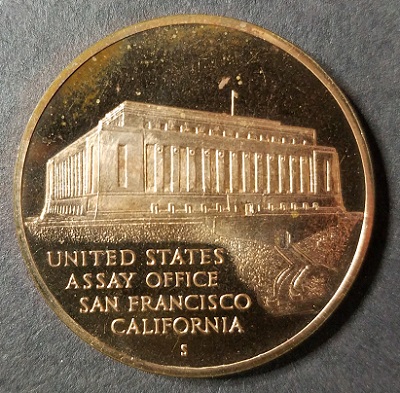 UNITED STATES
ASSAY OFFICE
SAN FRANCISCO
CALIFORNIA
S